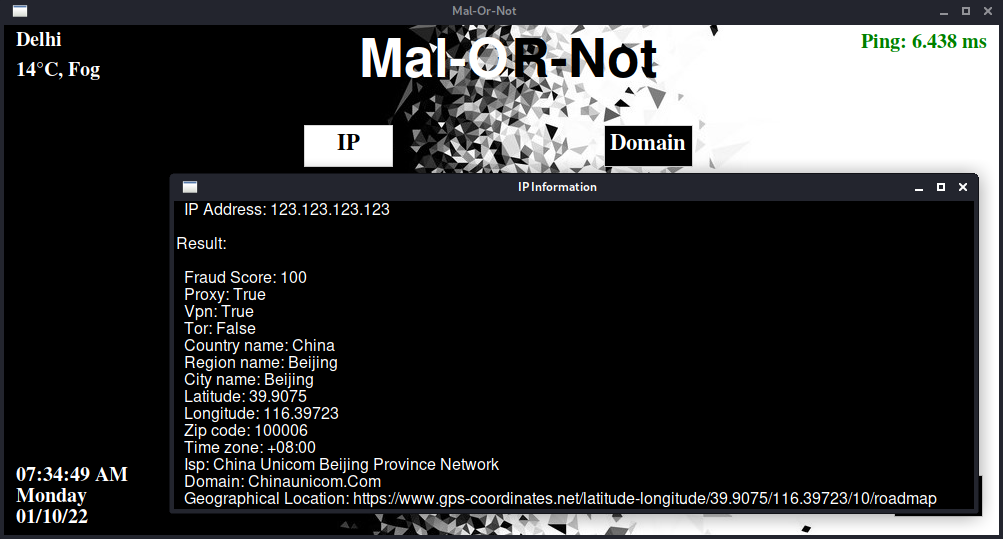 Mal-Or-Not
Delhi
14°C, Fog
Mal-OR-Not
Ping: 6.438 ms
IP
Domain
IP Information
IP Address: 123.123.123.123
Result:
Fraud Score: 100
Proxy: True
Vpn: True
Tor: False
Country name: China
Region name: Beijing
City name: Beijing
Latitude: 39.9075
Longitude: 116.39723
Zip code: 100006
Time zone: +08:00
Isp: China Unicom Beijing Province Network
Domain: Chinaunicom.Com
Geographical Location: https://www.gps-coordinates.net/latitude-longitude/39.9075/116.39723/10/roadmap
07:34:49 AM
Monday
01/10/22